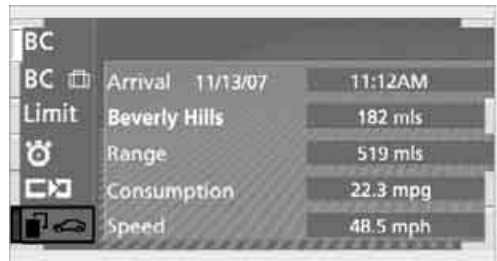 BC
BC Arrival 11/13/07 11:12AM
Limit Beverly Hills 182 mls
Range 519 mls
Consumption 22.3 mpg
Speed 48.5 mph